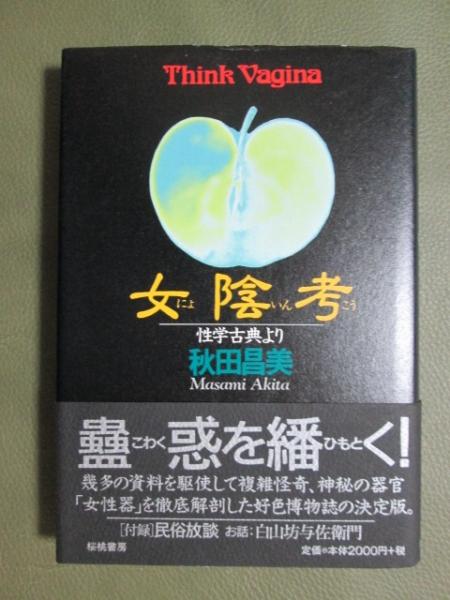 Think Vagina
女にょ陰いん考こう
性学古典より
秋田昌美
Masami Akita
蠱こわく惑を繙ひもとく!
幾多の資料を駆使して複雑怪奇、神秘の器官
「女性器」を徹底解剖した好色博物誌の決定版。
[付録]民俗放談 お話:白山坊与佐衛門
桜桃書房
定価●本体2000円+税